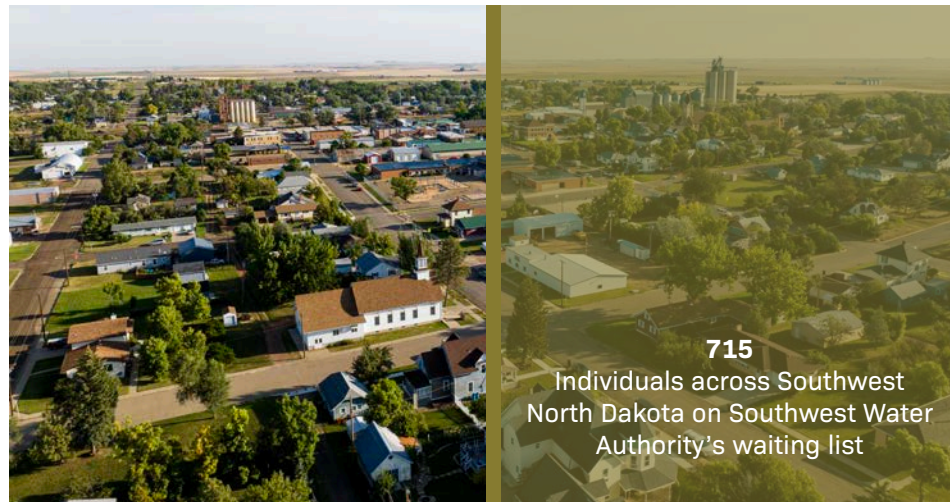 715
Individuals across Southwest
North Dakota on Southwest Water
Authority's waiting list